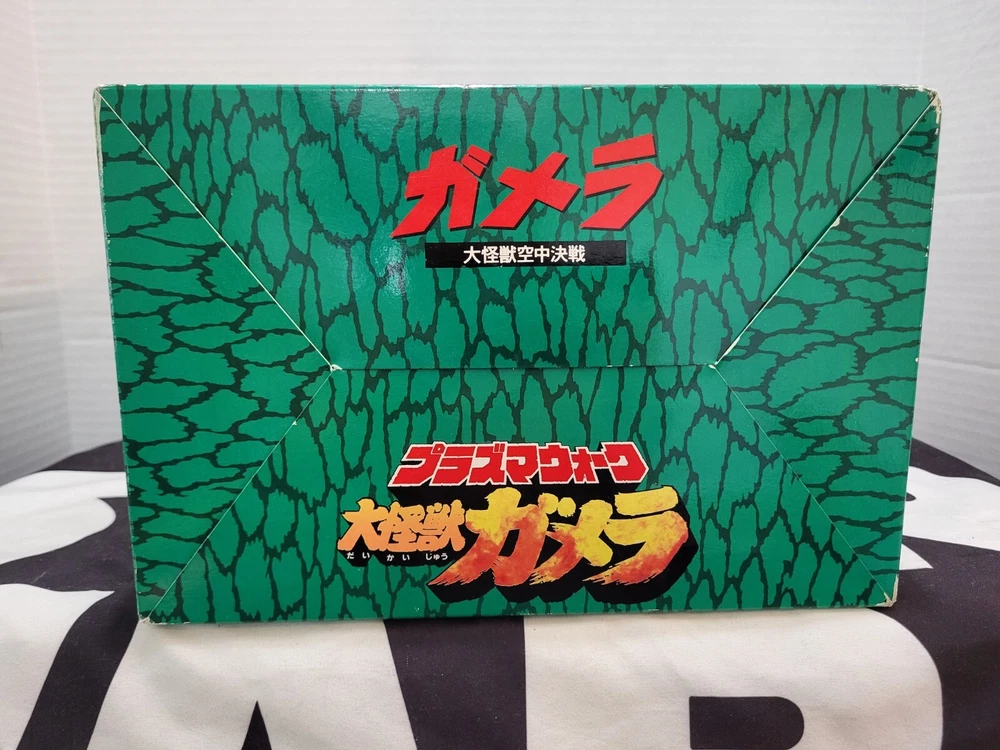 ガメラ
大怪獣空中決戦
プラズマウォーク
大怪獣ガメラ
だいかいじゅう